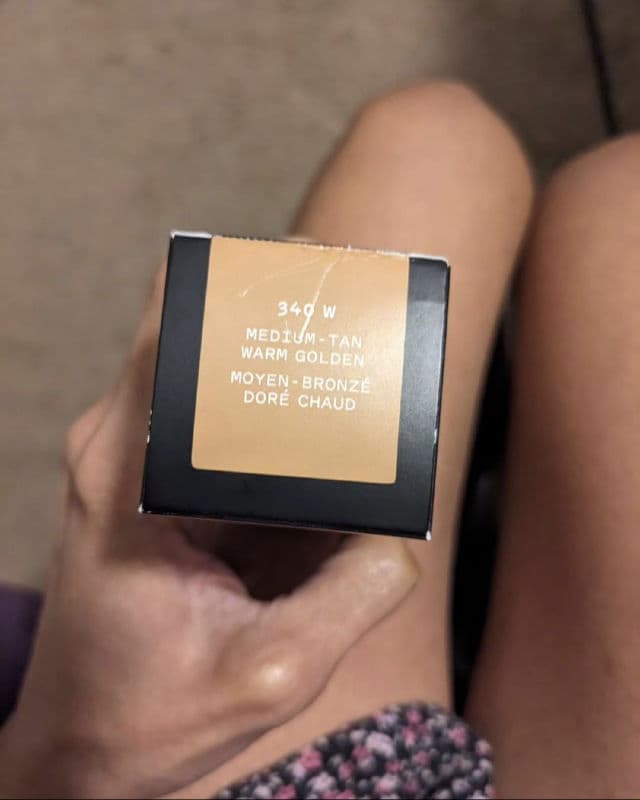 340 W
MEDIUM-TAN
WARM GOLDEN
MOYEN-BRONZÉ
DORÉ CHAUD